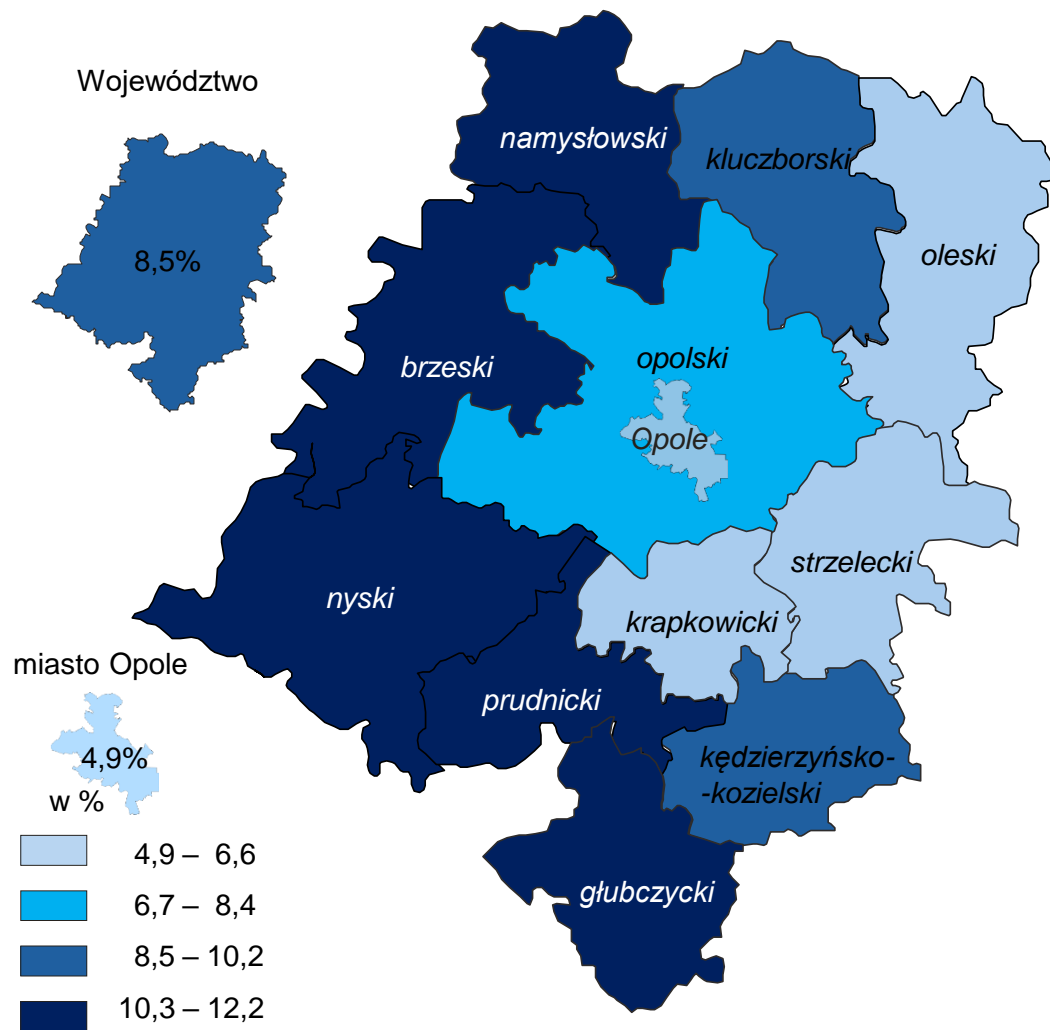 Województwo
8,5%
namysłowski
kluczborski
oleski
brzeski
opolski
Opole
nyski
strzelecki
krapkowicki
prudnicki
kędzierzyńsko-
-kozielski
głubczycki
miasto Opole
4,9%
w %
4,9 – 6,6
6,7 – 8,4
8,5 – 10,2
10,3 – 12,2